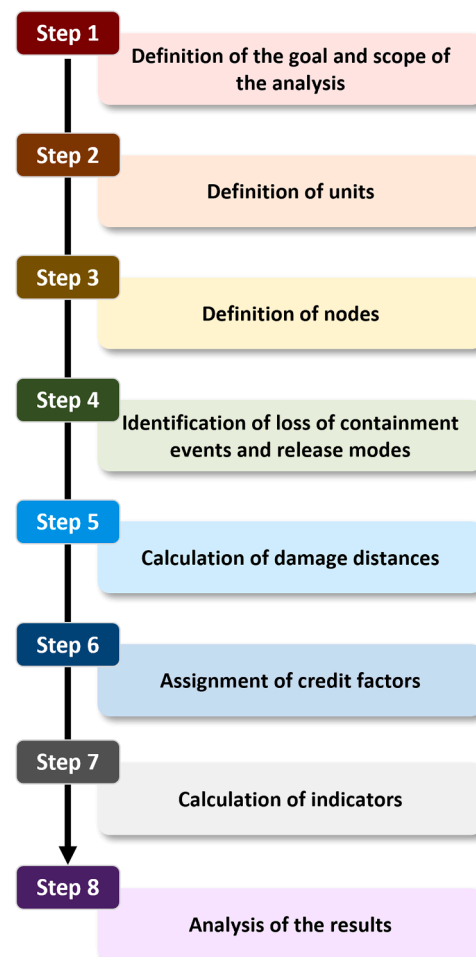 Step 1
Definition of the goal and scope of
the analysis
Step 2
Definition of units
Step 3
Definition of nodes
Step 4
Identification of loss of containment
events and release modes
Step 5
Calculation of damage distances
Step 6
Assignment of credit factors
Step 7
Calculation of indicators
Step 8
Analysis of the results